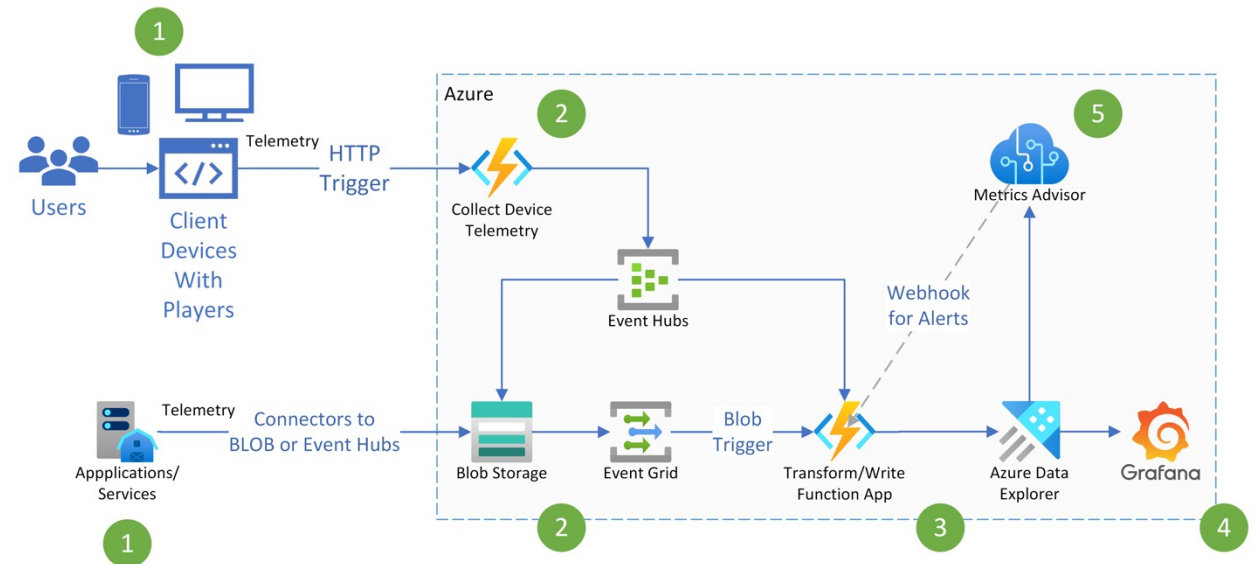 1
Azure
2
5
Telemetry
HTTP
Trigger
</>
Users
Client
Devices
With
Players
Collect Device
Telemetry
Metrics Advisor
Event Hubs
Webhook
for Alerts
Telemetry
Connectors to
BLOB or Event Hubs
Blob
Trigger
Appplications/
Services
Blob Storage
Event Grid
Transform/Write
Function App
Azure Data
Explorer
Grafana
1
2
3
4